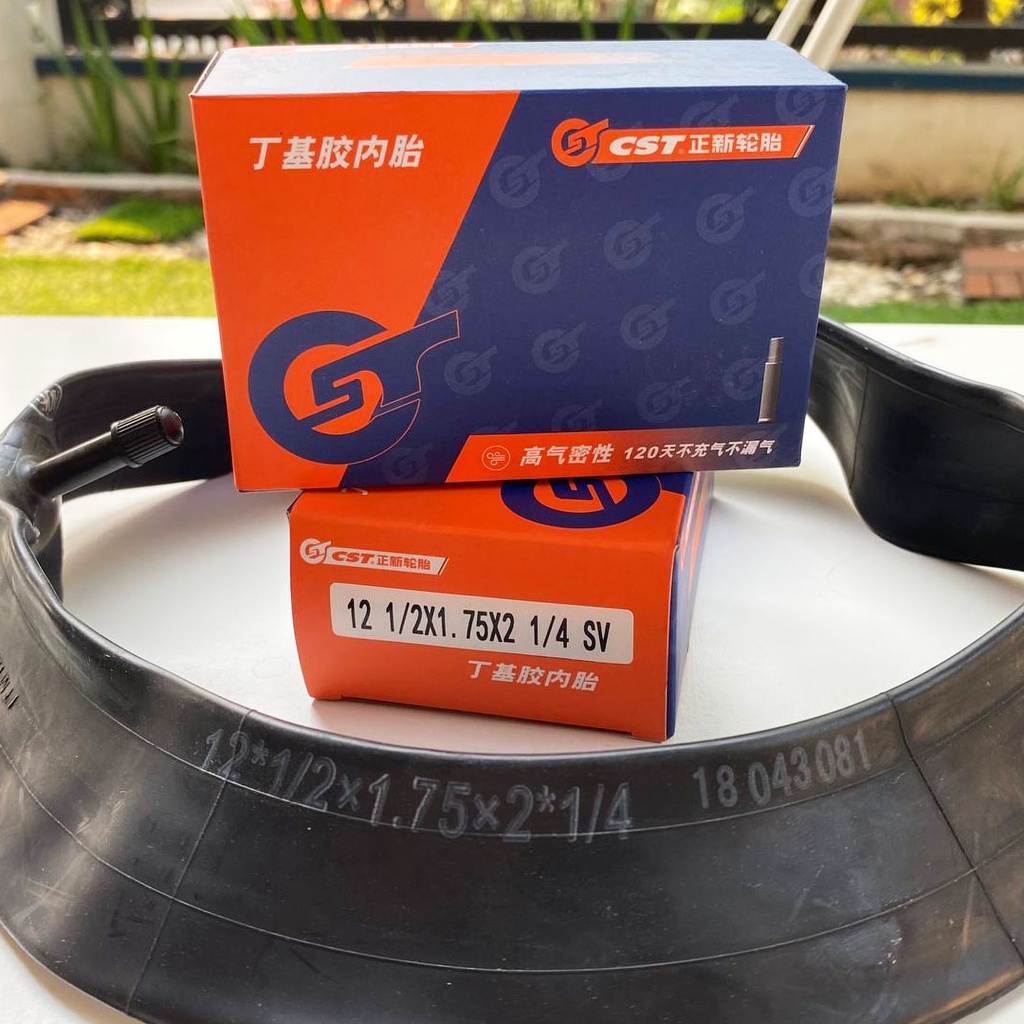 丁基胶内胎
CST 正新轮胎
高气密性 120天不充气不漏气
CST 正新轮胎
12 1/2X1.75X2 1/4 SV
丁基胶内胎
12*1/2×1.75×2*1/4
18 043081